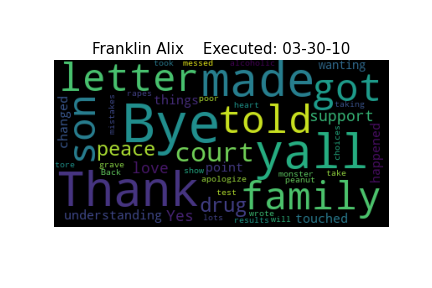 Franklin Alix    Executed: 03-30-10
took messed alcoholic wanting
letter made got
rapes things poor heart taking
changed son mistakes Bye told support
peace court yall choices happened
tore grave Back love show point monster take
apologize peanut
Thank drug test family
understanding Yes lots wrote results will touched